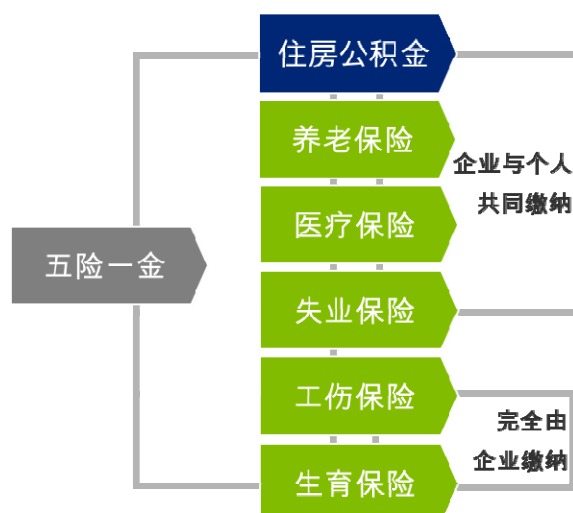 住房公积金
养老保险
企业与个人
共同缴纳
医疗保险
五险一金
失业保险
工伤保险
完全由
企业缴纳
生育保险